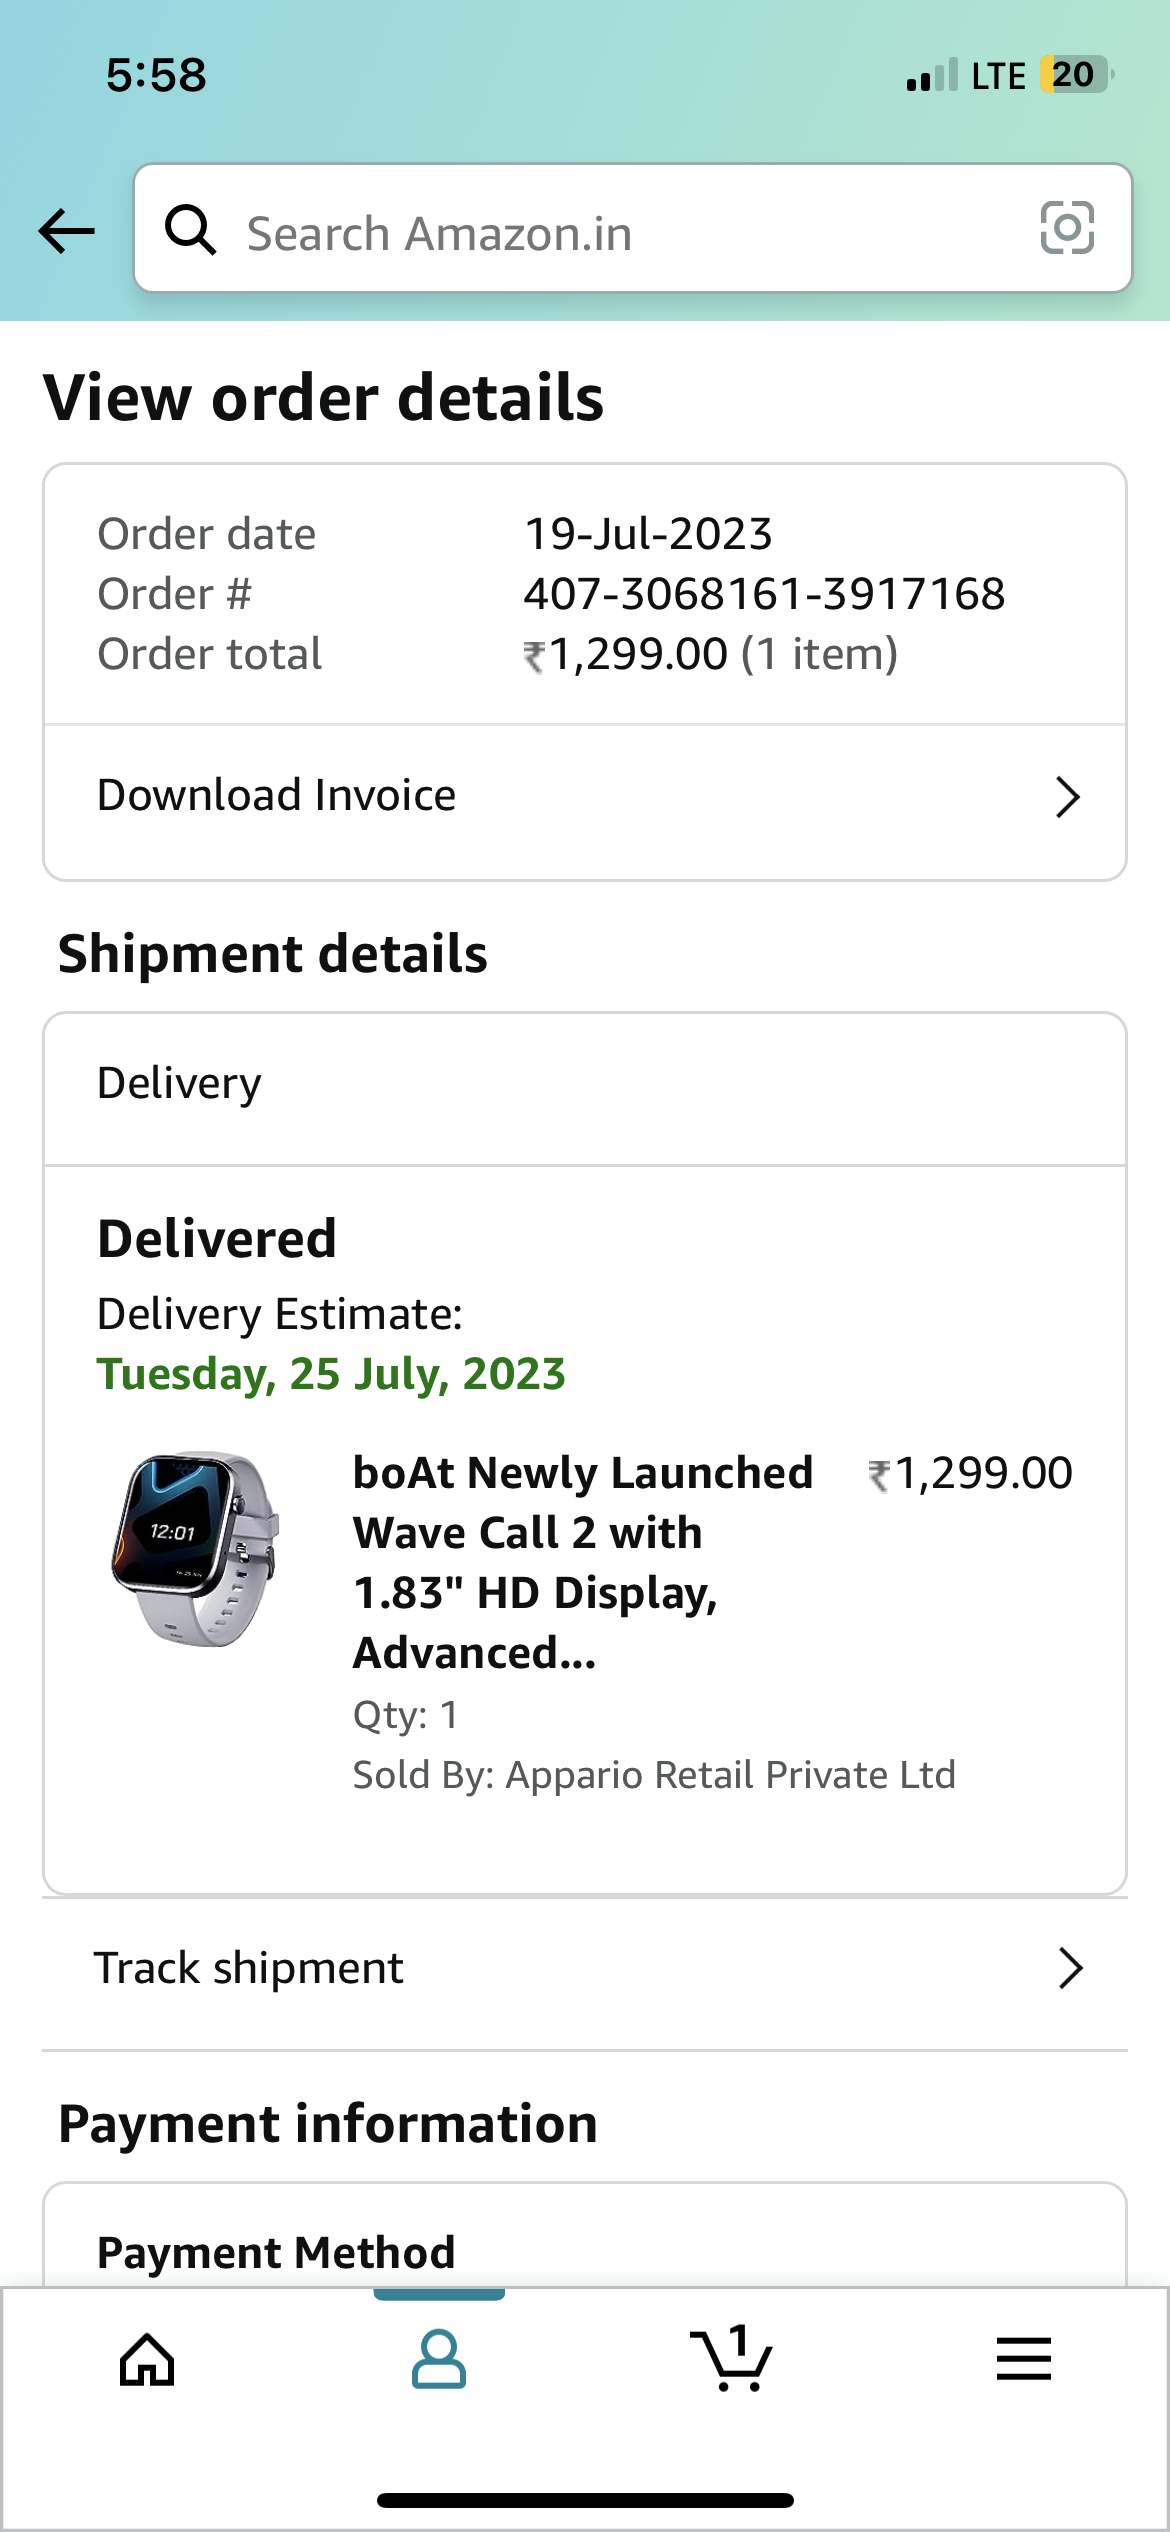 5:58
LTE 20
Search Amazon.in
View order details
Order date 19-Jul-2023
Order # 407-3068161-3917168
Order total ₹1,299.00 (1 item)
Download Invoice
Shipment details
Delivery
Delivered
Delivery Estimate:
Tuesday, 25 July, 2023
12:01
boAt Newly Launched ₹1,299.00
Wave Call 2 with
1.83" HD Display,
Advanced...
Qty: 1
Sold By: Appario Retail Private Ltd
Track shipment
Payment information
Payment Method
1